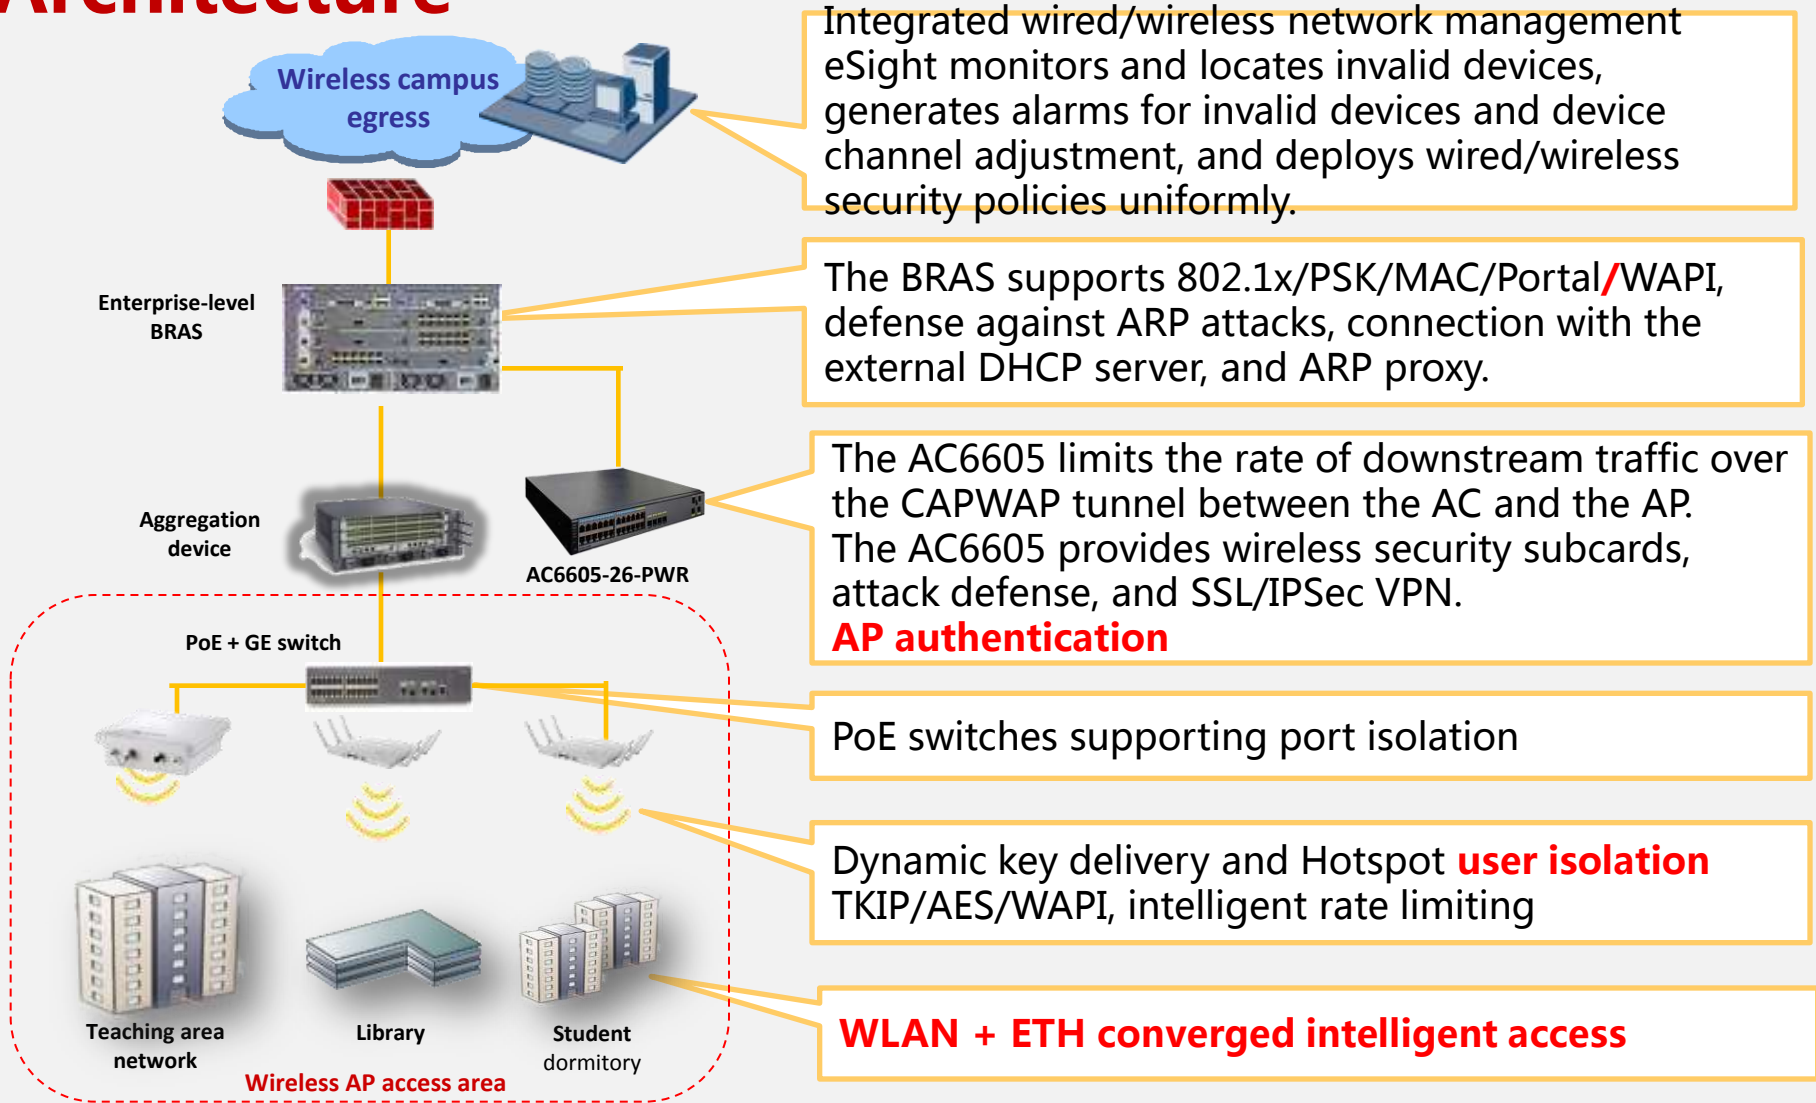 Architecture
Wireless campus
egress
Integrated wired/wireless network management
eSight monitors and locates invalid devices,
generates alarms for invalid devices and device
channel adjustment, and deploys wired/wireless
security policies uniformly.
Enterprise-level
BRAS
The BRAS supports 802.1x/PSK/MAC/Portal/WAPI,
defense against ARP attacks, connection with the
external DHCP server, and ARP proxy.
Aggregation
device
AC6605-26-PWR
The AC6605 limits the rate of downstream traffic over
the CAPWAP tunnel between the AC and the AP.
The AC6605 provides wireless security subcards,
attack defense, and SSL/IPSec VPN.
AP authentication
PoE + GE switch
PoE switches supporting port isolation
Dynamic key delivery and Hotspot user isolation
TKIP/AES/WAPI, intelligent rate limiting
Teaching area
network
Library
Student
dormitory
WLAN + ETH converged intelligent access
Wireless AP access area